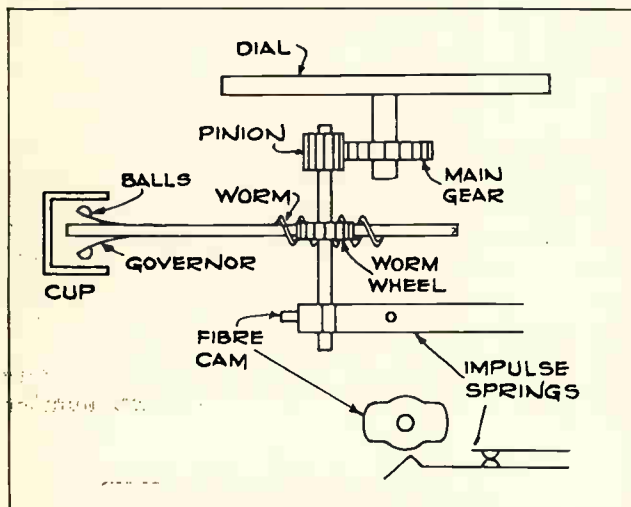 DIAL
PINION
MAIN
GEAR
BALLS
WORM
GOVERNOR
WORM
WHEEL
CUP
FIBRE
CAM
IMPULSE
SPRINGS